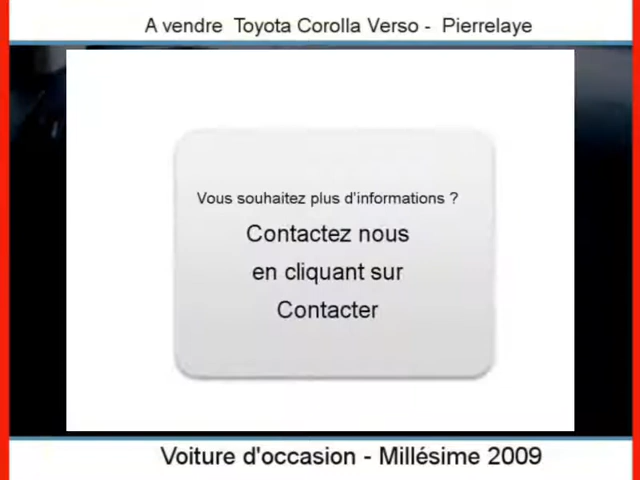 A vendre Toyota Corolla Verso - Pierrelaye
Vous souhaitez plus d'informations ?
Contactez nous
en cliquant sur
Contacter
Voiture d'occasion - Millésime 2009